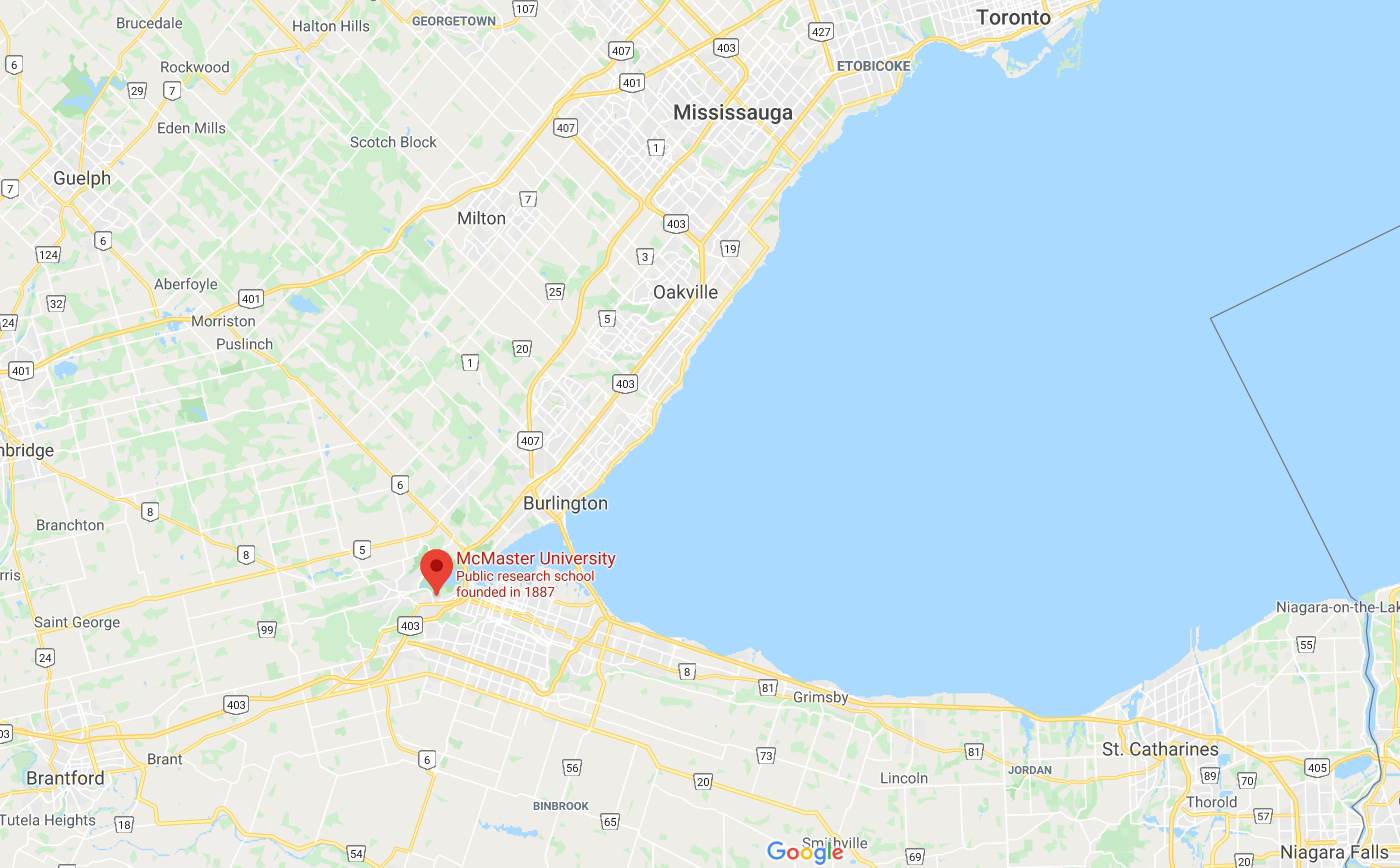 Toronto
107
Brucedale
GEORGETOWN
Halton Hills
427
403
407
6
Rockwood
ETOBICOKE
401
29
7
Mississauga
407
Eden Mills
Scotch Block
1
Guelph
7
7
Milton
403
6
19
124
3
Aberfoyle
25
Oakville
401
32
24
Morriston
5
Puslinch
20
1
401
403
407
nbridge
6
Burlington
8
Branchton
5
8
McMaster University
Public research school
founded in 1887
rris
Niagara-on-the-Lak
Saint George
99
403
55
24
8
81
Grimsby
403
03
St. Catharines
81
Brant
6
73
56
JORDAN
405
Brantford
20
Lincoln
89
70
Thorold
BINBROOK
57
Tutela Heights
18
65
Smithville
Google
54
69
Niagara Falls
20